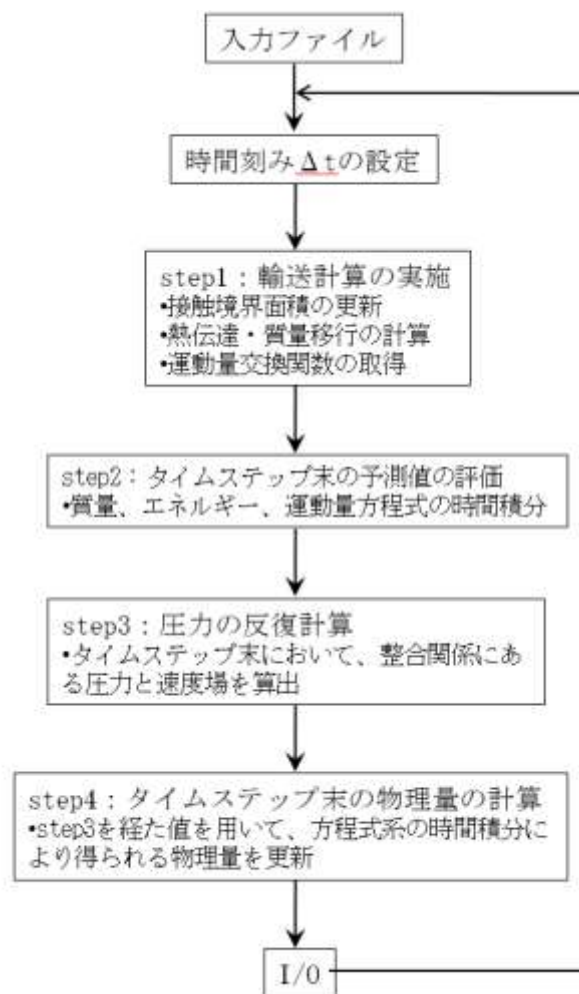 入力ファイル
時間刻みΔtの設定
step1：輸送計算の実施
•接触境界面積の更新
•熱伝達・質量移行の計算
•運動量交換関数の取得
step2：タイムステップ末の予測値の評価
•質量、エネルギー、運動量方程式の時間積分
step3：圧力の反復計算
•タイムステップ末において、整合関係にあ
る圧力と速度場を算出
step4：タイムステップ末の物理量の計算
•step3を経た値を用いて、方程式系の時間積分に
より得られる物理量を更新
I/O